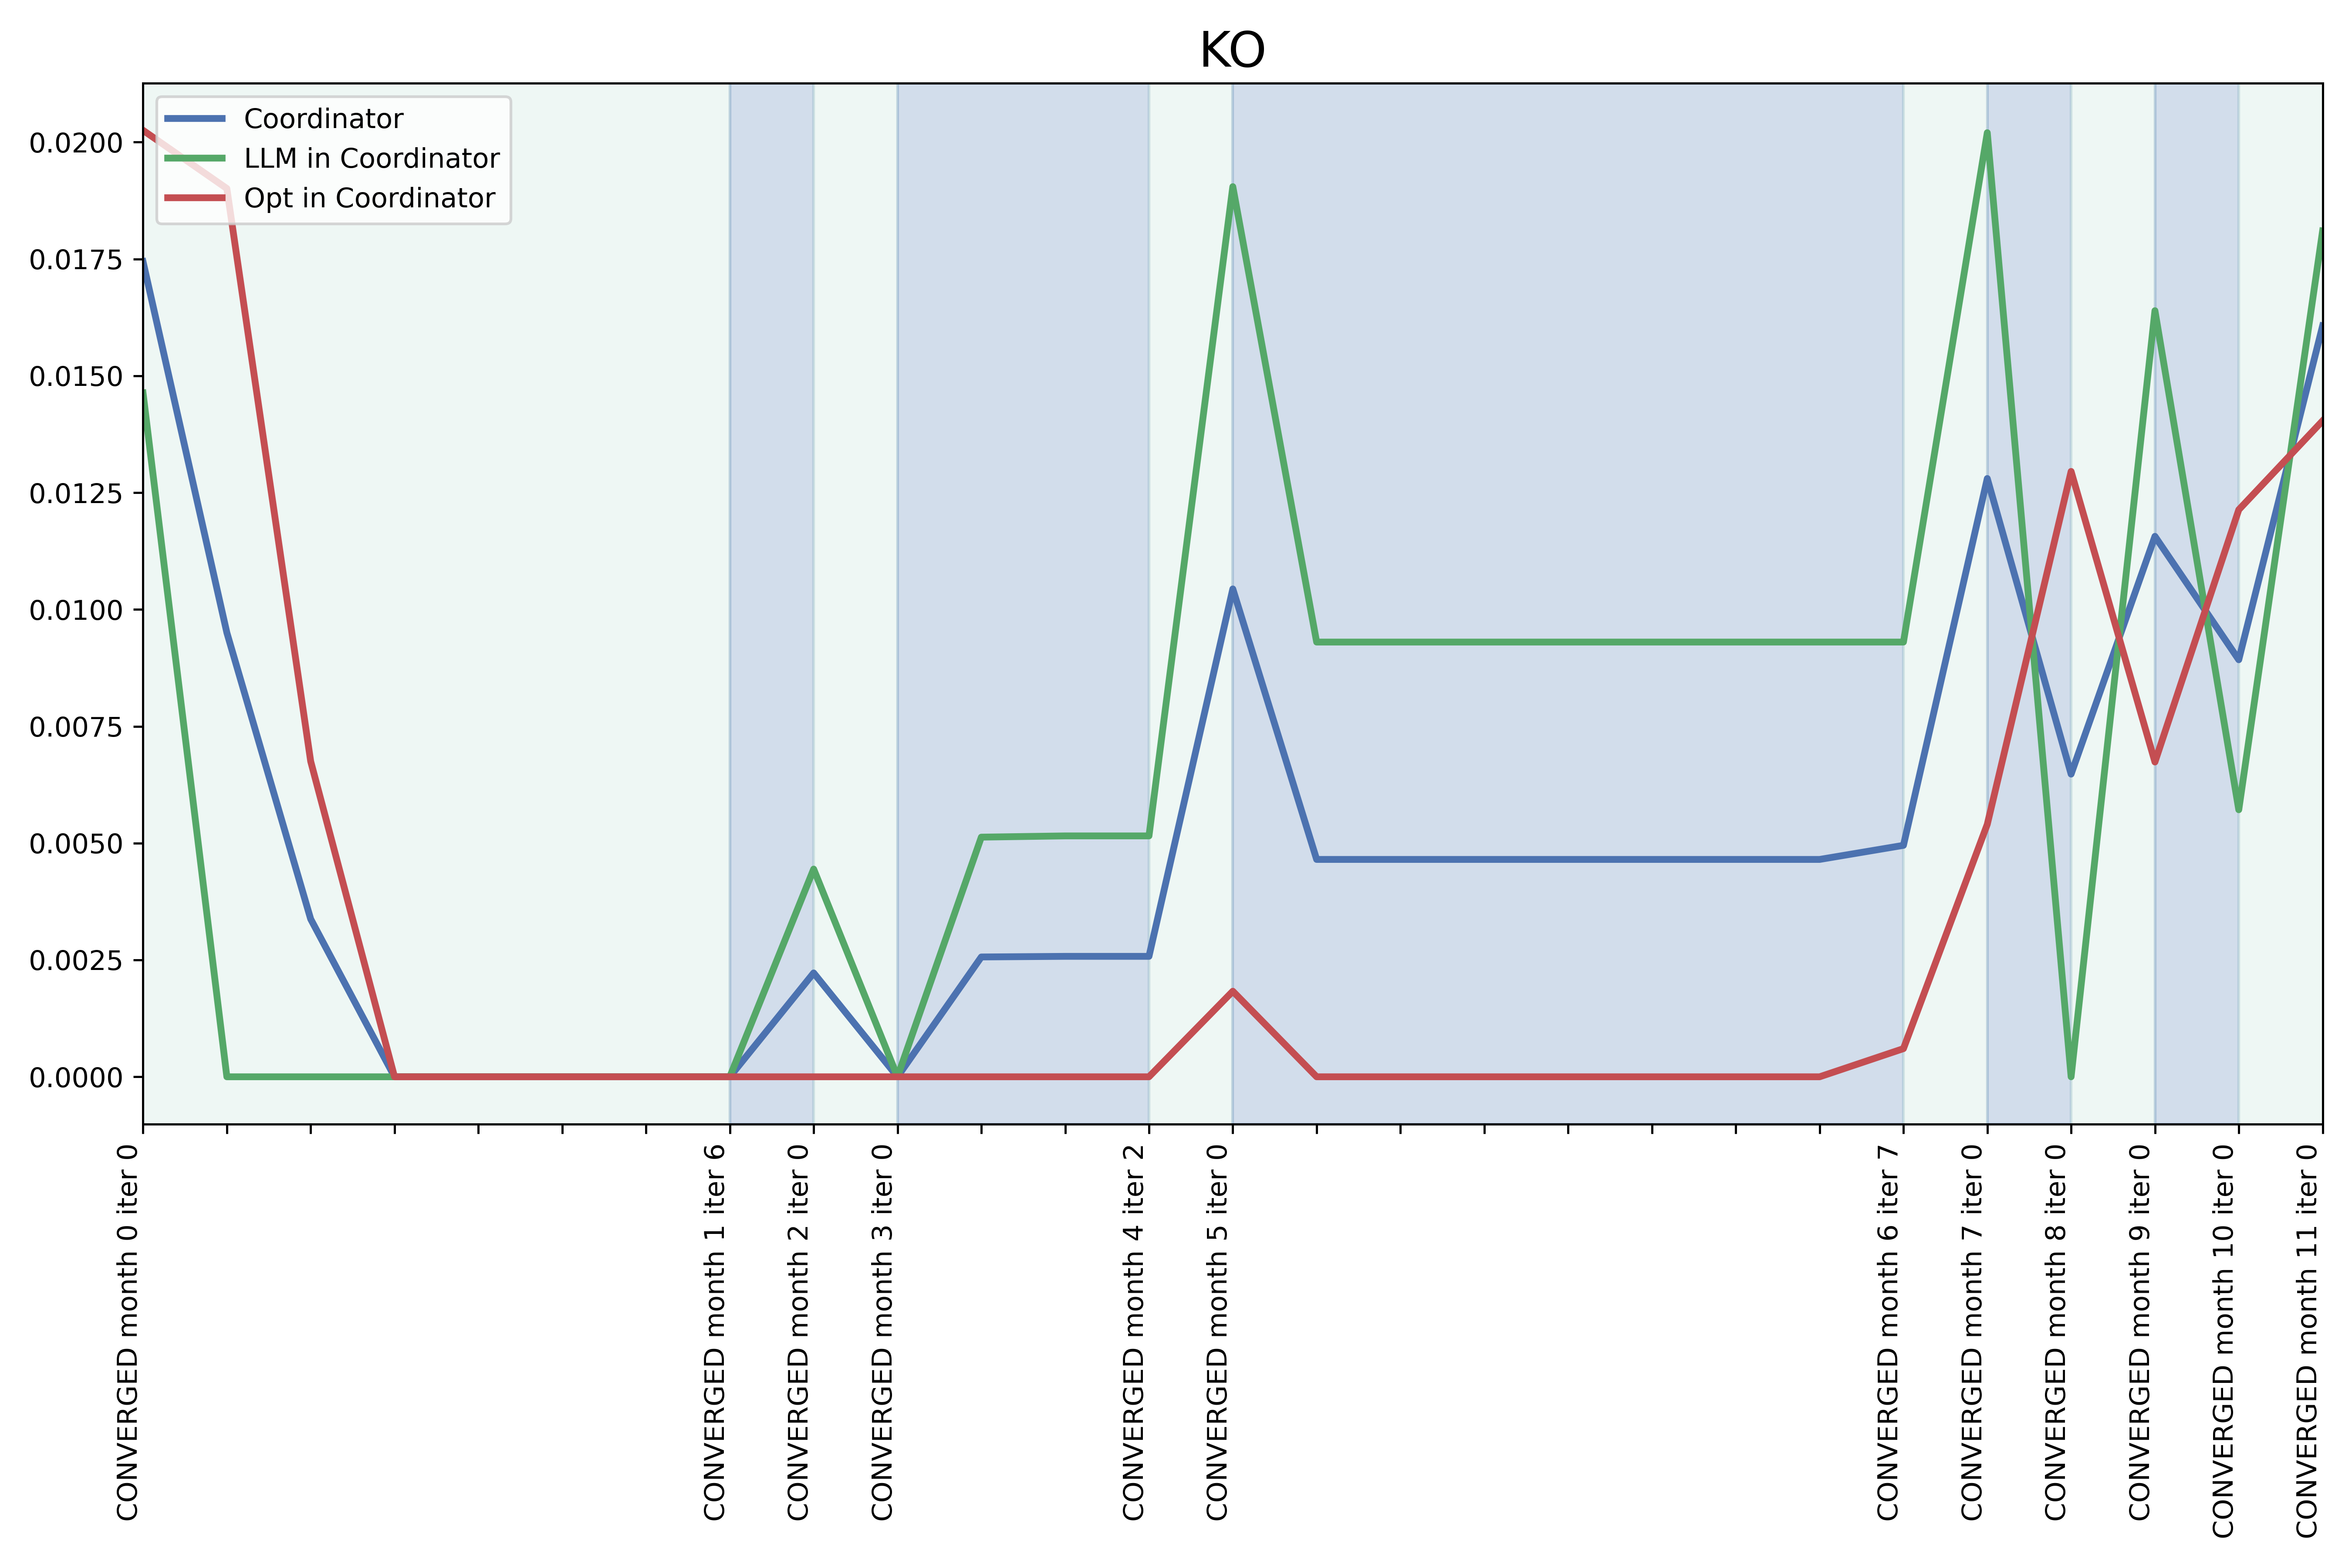 KO
Coordinator
LLM in Coordinator
Opt in Coordinator
0.0200
0.0175
0.0150
0.0125
0.0100
0.0075
0.0050
0.0025
0.0000
CONVERGED month 0 iter 0
CONVERGED month 1 iter 6
CONVERGED month 2 iter 0
CONVERGED month 3 iter 0
CONVERGED month 4 iter 2
CONVERGED month 5 iter 0
CONVERGED month 6 iter 7
CONVERGED month 7 iter 0
CONVERGED month 8 iter 0
CONVERGED month 9 iter 0
CONVERGED month 10 iter 0
CONVERGED month 11 iter 0